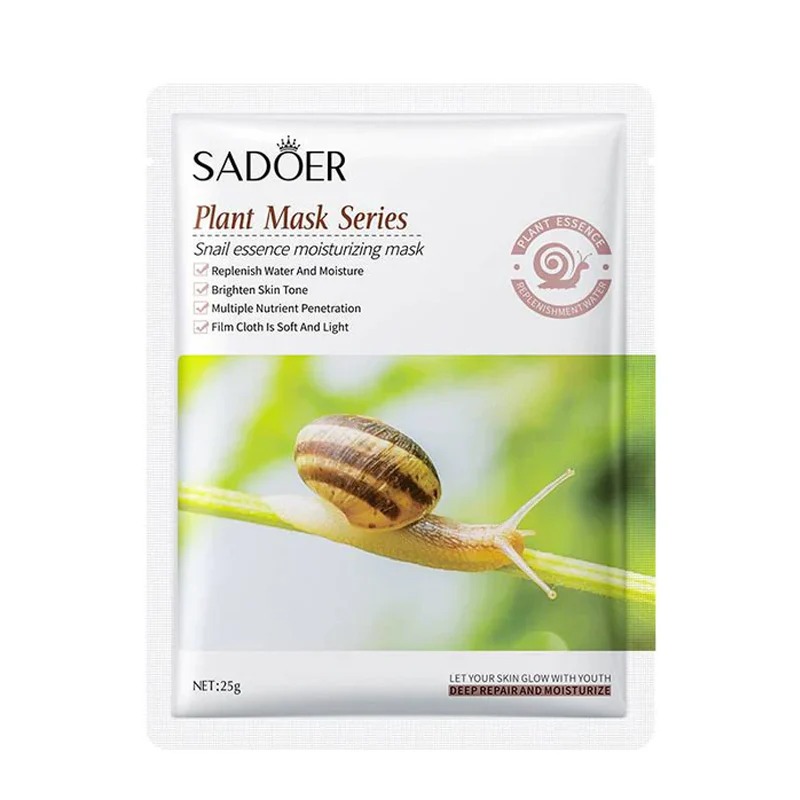 SADOER
Plant Mask Series
Snail essence moisturizing mask
Replenish Water And Moisture
Brighten Skin Tone
Multiple Nutrient Penetration
Film Cloth Is Soft And Light
PLANT ESSENCE
REPLENISHMENT WATER
NET:25g
LET YOUR SKIN GLOW WITH YOUTH
DEEP REPAIR AND MOISTURIZE